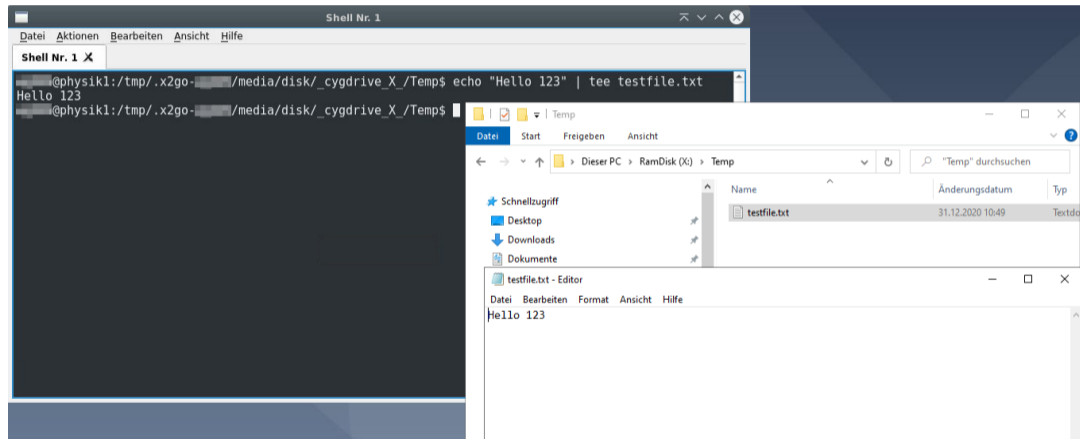 Shell Nr. 1
Datei Aktionen Bearbeiten Ansicht Hilfe
Shell Nr. 1
@physik1:/tmp/.x2go- /media/disk/_cygdrive_X_/Temp$ echo "Hello 123" | tee testfile.txt
Hello 123
@physik1:/tmp/.x2go- /media/disk/_cygdrive_X_/Temp$
Temp
Datei Start Freigeben Ansicht
Dieser PC › RamDisk (X:) › Temp
"Temp" durchsuchen
Name Änderungsdatum Typ
Schnellzugriff
testfile.txt 31.12.2020 10:49 Textdo
Desktop
Downloads
Dokumente
testfile.txt - Editor
Datei Bearbeiten Format Ansicht Hilfe
Hello 123